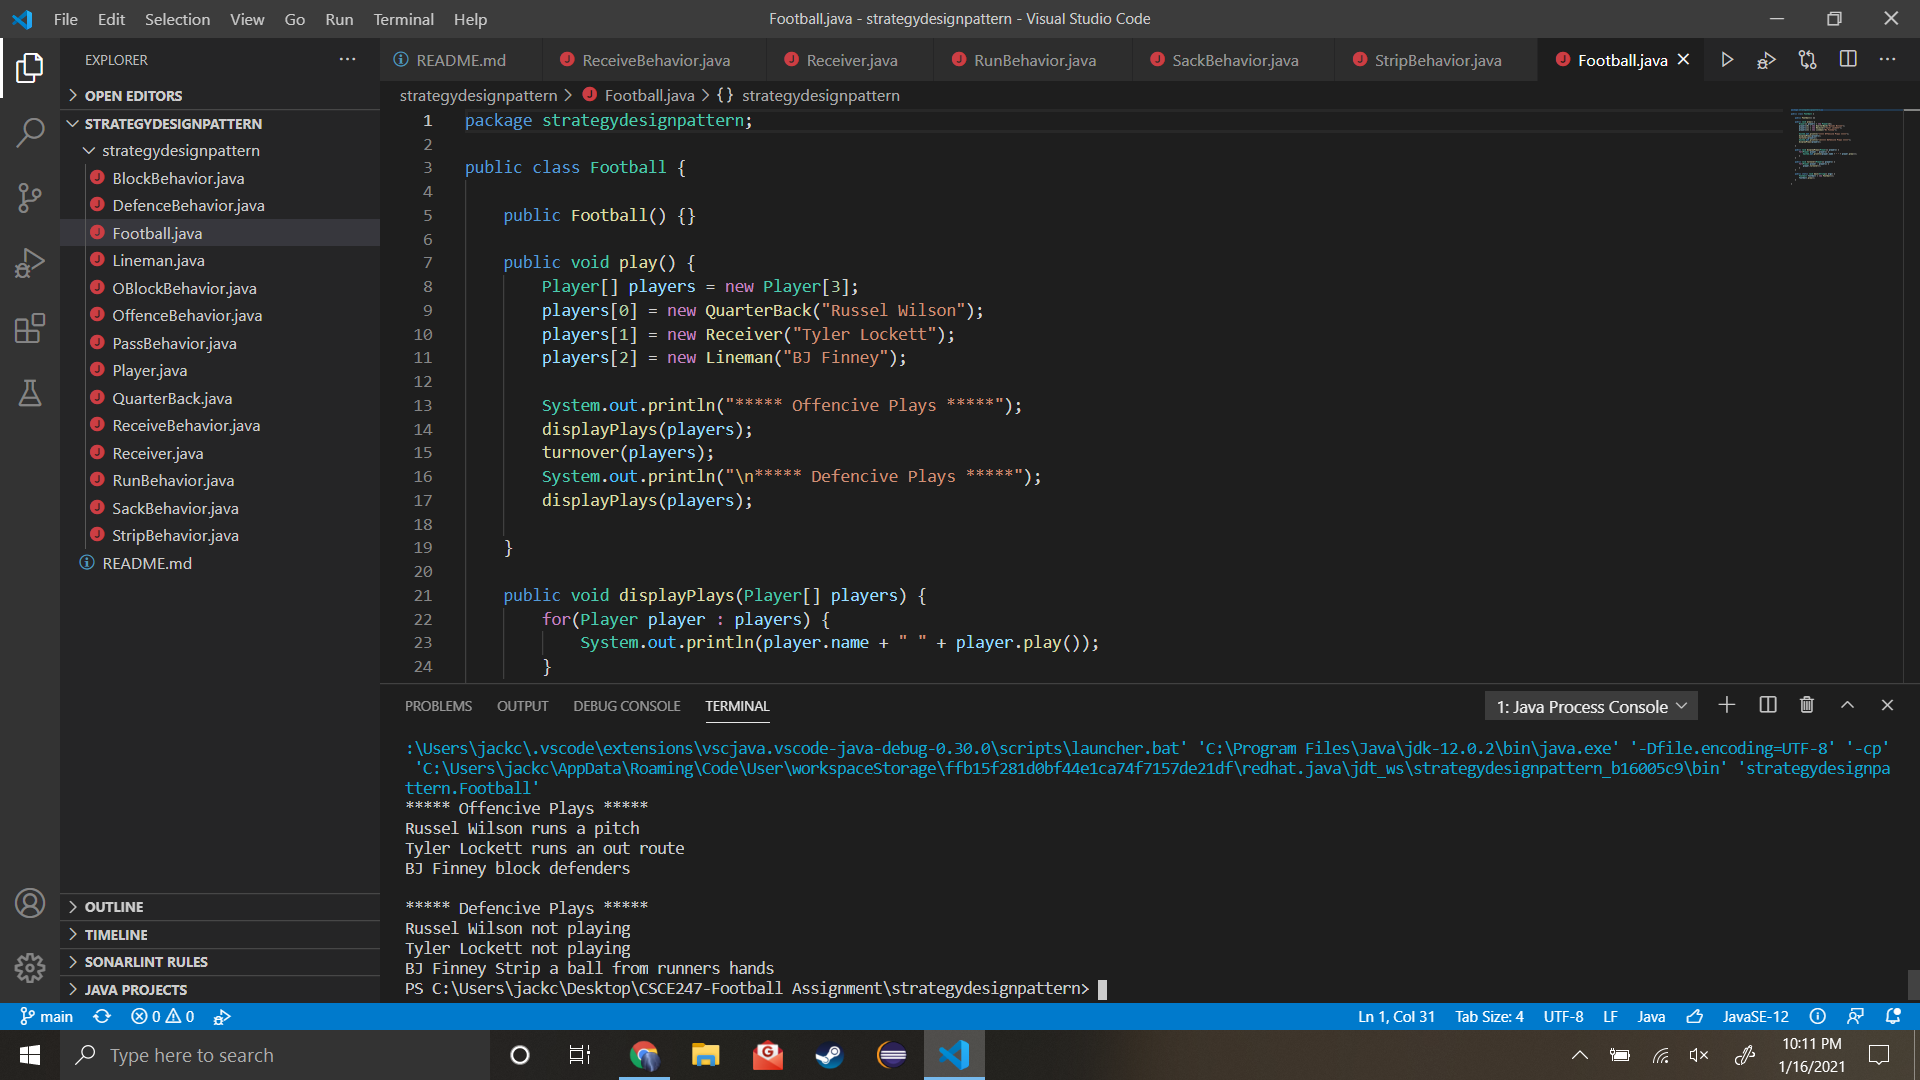 File Edit Selection View Go Run Terminal Help
Football.java - strategydesignpattern - Visual Studio Code
EXPLORER
README.md ReceiveBehavior.java Receiver.java RunBehavior.java SackBehavior.java StripBehavior.java Football.java
OPEN EDITORS
STRATEGYDESIGNPATTERN
strategydesignpattern
BlockBehavior.java
DefenceBehavior.java
Football.java
Lineman.java
OBlockBehavior.java
OffenceBehavior.java
PassBehavior.java
Player.java
QuarterBack.java
ReceiveBehavior.java
Receiver.java
RunBehavior.java
SackBehavior.java
StripBehavior.java
README.md
OUTLINE
TIMELINE
SONARLINT RULES
JAVA PROJECTS
strategydesignpattern > Football.java > {} strategydesignpattern
1 package strategydesignpattern;
2
3 public class Football {
4
5 public Football() {}
6
7 public void play() {
8 Player[] players = new Player[3];
9 players[0] = new QuarterBack("Russel Wilson");
10 players[1] = new Receiver("Tyler Lockett");
11 players[2] = new Lineman("BJ Finney");
12
13 System.out.println("***** Offencive Plays *****");
14 displayPlays(players);
15 turnover(players);
16 System.out.println("\n***** Defencive Plays *****");
17 displayPlays(players);
18
19 }
20
21 public void displayPlays(Player[] players) {
22 for(Player player : players) {
23 System.out.println(player.name + " " + player.play());
24 }
PROBLEMS OUTPUT DEBUG CONSOLE TERMINAL
1: Java Process Console
:\Users\jackc\.vscode\extensions\vscjava.vscode-java-debug-0.30.0\scripts\launcher.bat' 'C:\Program Files\Java\jdk-12.0.2\bin\java.exe' '-Dfile.encoding=UTF-8' '-cp'
'C:\Users\jackc\AppData\Roaming\Code\User\workspaceStorage\ffb15f281d0bf44e1ca74f7157de21df\redhat.java\jdt_ws\strategydesignpattern_b16005c9\bin' 'strategydesignpa
ttern.Football'
***** Offencive Plays *****
Russel Wilson runs a pitch
Tyler Lockett runs an out route
BJ Finney block defenders
***** Defencive Plays *****
Russel Wilson not playing
Tyler Lockett not playing
BJ Finney Strip a ball from runners hands
PS C:\Users\jackc\Desktop\CSCE247-Football Assignment\strategydesignpattern>
main 0 0
Ln 1, Col 31 Tab Size: 4 UTF-8 LF Java JavaSE-12
Type here to search
10:11 PM
1/16/2021